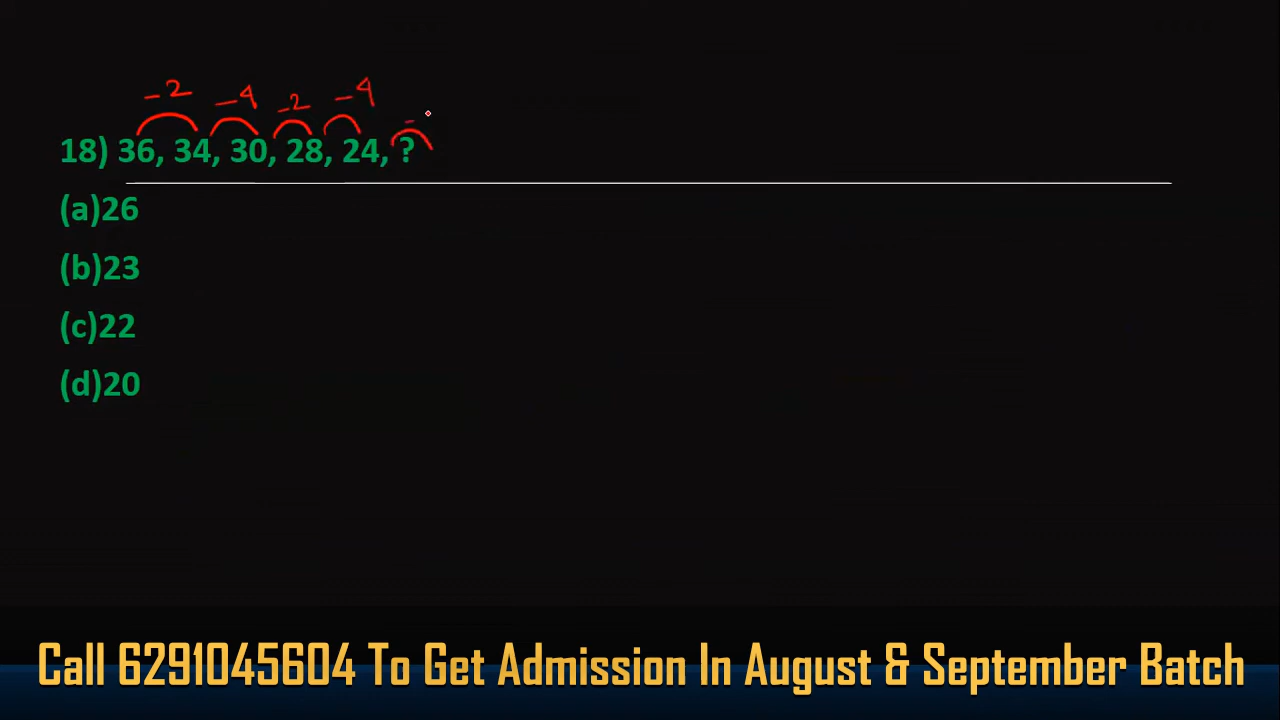 -2 -4 -2 -4 -
18) 36, 34, 30, 28, 24, ?
(a)26
(b)23
(c)22
(d)20
Call 6291045604 To Get Admission In August & September Batch